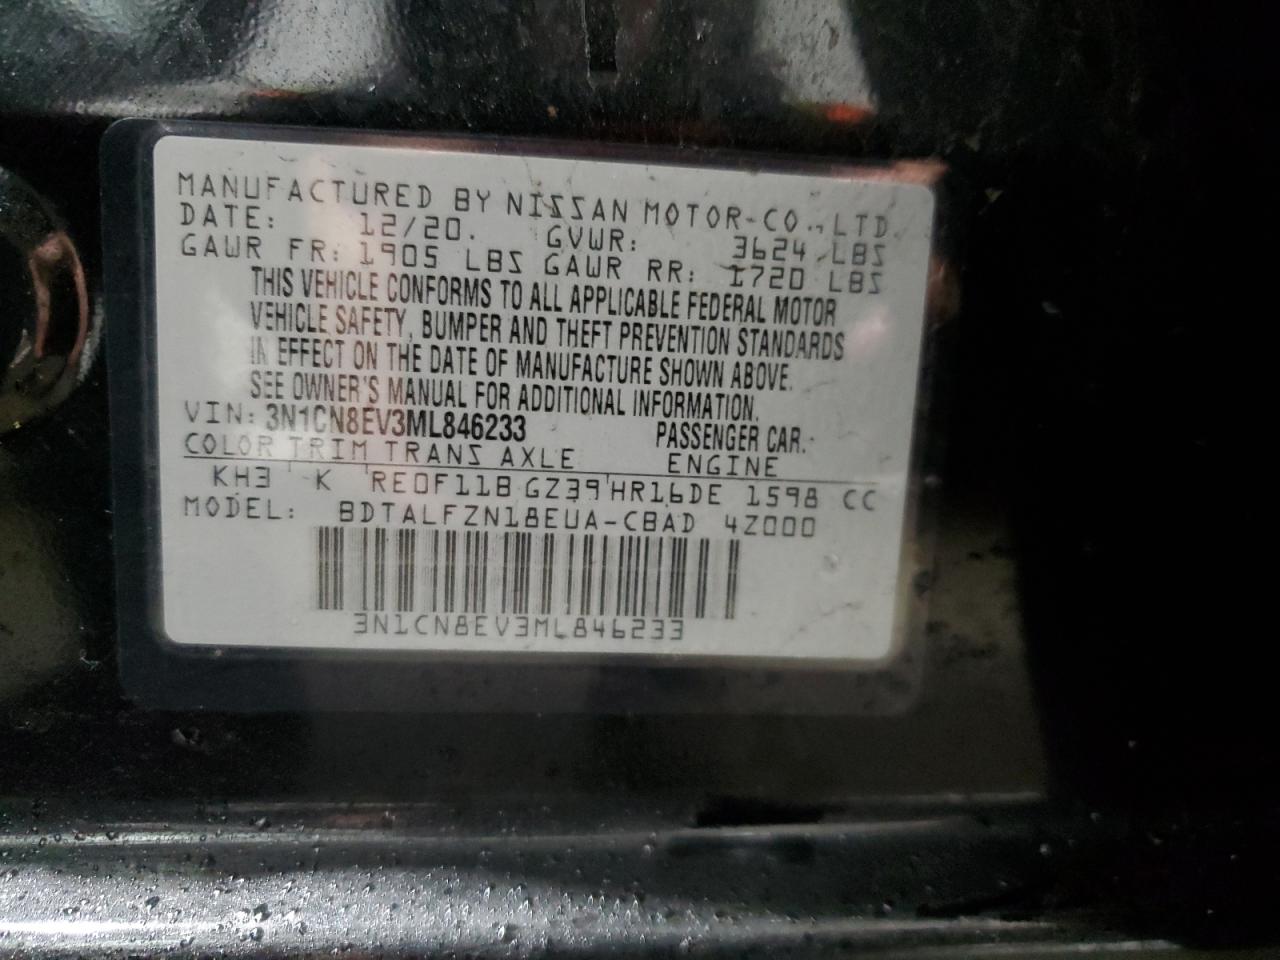 MANUFACTURED BY NISSAN MOTOR CO., LTD.
DATE: 12/20. GVWR: 3624 LBS
GAWR FR: 1905 LBS GAWR RR: 1720 LBS
THIS VEHICLE CONFORMS TO ALL APPLICABLE FEDERAL MOTOR
VEHICLE SAFETY, BUMPER AND THEFT PREVENTION STANDARDS
IN EFFECT ON THE DATE OF MANUFACTURE SHOWN ABOVE.
SEE OWNER'S MANUAL FOR ADDITIONAL INFORMATION.
VIN: 3N1CN8EV3ML846233 PASSENGER CAR.
COLOR TRIM TRANS AXLE ENGINE
KH3 K RE0F11B GZ39 HR16DE 1598 CC
MODEL: BDTALFZN18EUA-CBAD 4Z000
3N1CN8EV3ML846233